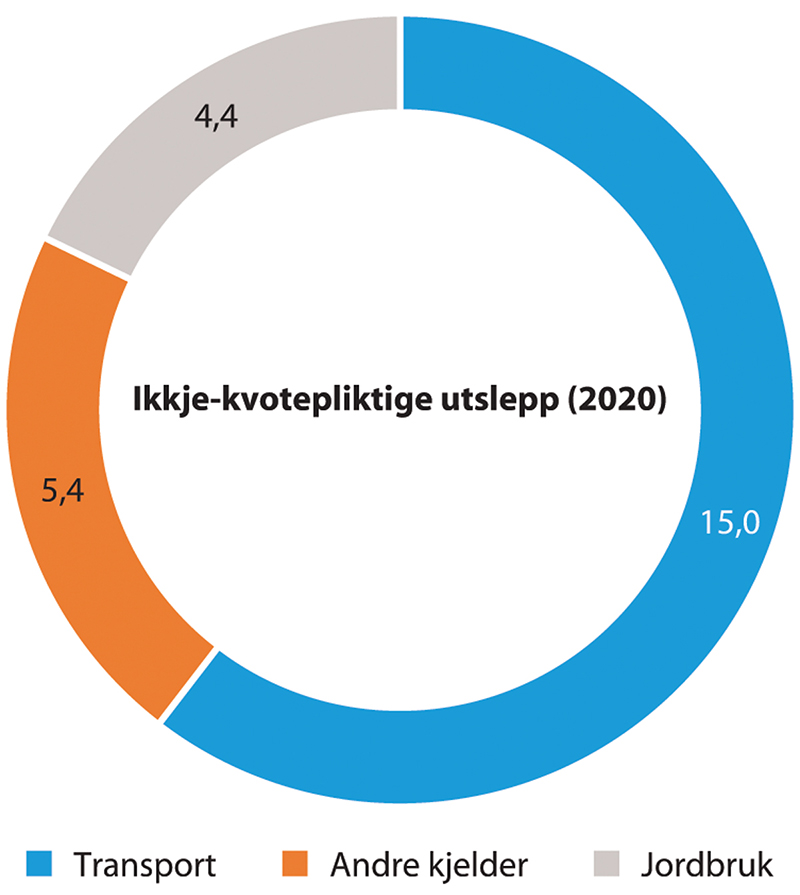 4,4
Ikkje-kvotepliktige utslepp (2020)
5,4
15,0
Transport Andre kjelder Jordbruk